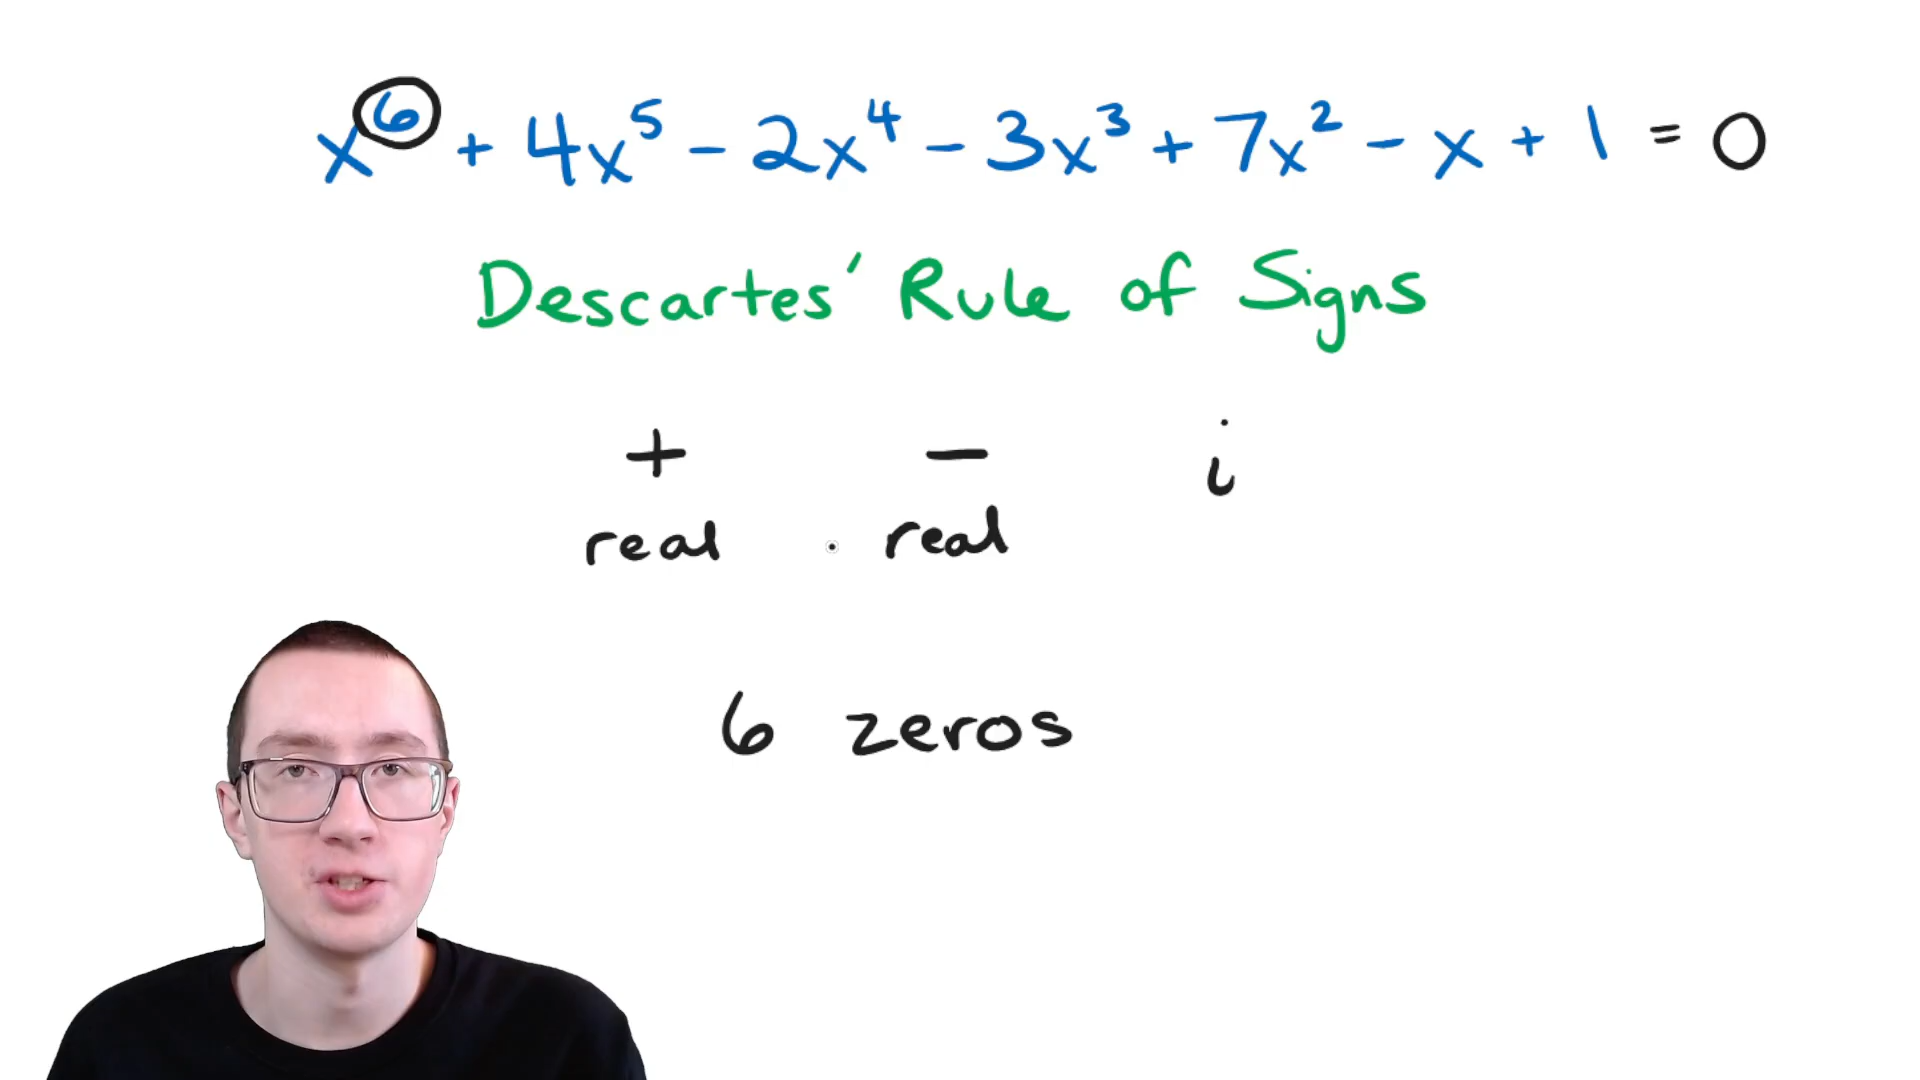 x⁶ + 4x⁵ - 2x⁴ - 3x³ + 7x² - x + 1 = 0
Descartes' Rule of Signs
+ - i
real real
6 zeros